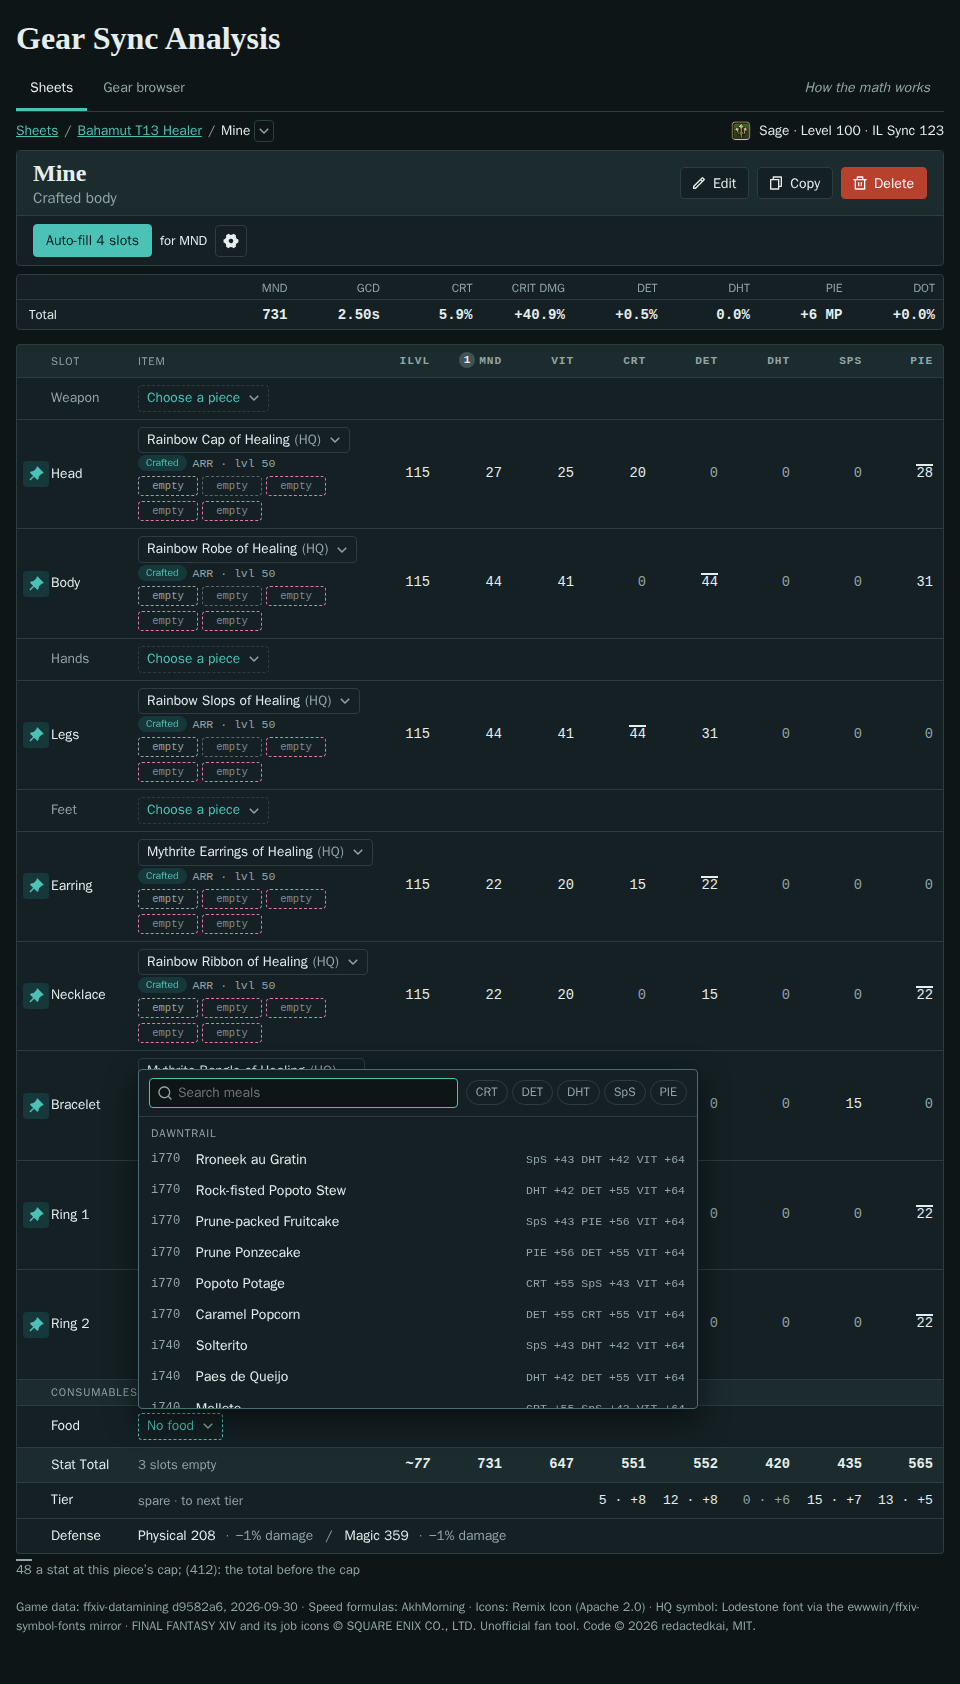 Gear Sync Analysis
Sheets Gear browser How the math works
Sheets / Bahamut T13 Healer / Mine Sage · Level 100 · IL Sync 123
Mine
Crafted body
Edit Copy Delete
Auto-fill 4 slots for MND
MND GCD CRT CRIT DMG DET DHT PIE DOT
Total 731 2.50s 5.9% +40.9% +0.5% 0.0% +6 MP +0.0%
SLOT ITEM ILVL 1 MND VIT CRT DET DHT SPS PIE
Weapon Choose a piece
Rainbow Cap of Healing (HQ)
Crafted ARR · lvl 50
Head 115 27 25 20 0 0 0 28
empty empty empty
empty empty
Rainbow Robe of Healing (HQ)
Crafted ARR · lvl 50
Body 115 44 41 0 44 0 0 31
empty empty empty
empty empty
Hands Choose a piece
Rainbow Slops of Healing (HQ)
Crafted ARR · lvl 50
Legs 115 44 41 44 31 0 0 0
empty empty empty
empty empty
Feet Choose a piece
Mythrite Earrings of Healing (HQ)
Crafted ARR · lvl 50
Earring 115 22 20 15 22 0 0 0
empty empty empty
empty empty
Rainbow Ribbon of Healing (HQ)
Crafted ARR · lvl 50
Necklace 115 22 20 0 15 0 0 22
empty empty empty
empty empty
Search meals CRT DET DHT SpS PIE
Bracelet 0 0 15 0
DAWNTRAIL
i770 Rroneek au Gratin SpS +43 DHT +42 VIT +64
i770 Rock-fisted Popoto Stew DHT +42 DET +55 VIT +64
Ring 1 0 0 0 22
i770 Prune-packed Fruitcake SpS +43 PIE +56 VIT +64
i770 Prune Ponzecake PIE +56 DET +55 VIT +64
i770 Popoto Potage CRT +55 SpS +43 VIT +64
i770 Caramel Popcorn DET +55 CRT +55 VIT +64
Ring 2 0 0 0 22
i740 Solterito SpS +43 DHT +42 VIT +64
i740 Paes de Queijo DHT +42 DET +55 VIT +64
CONSUMABLES
Food No food
Stat Total 3 slots empty ~77 731 647 551 552 420 435 565
Tier spare · to next tier 5 · +8 12 · +8 0 · +6 15 · +7 13 · +5
Defense Physical 208 · −1% damage / Magic 359 · −1% damage
48 a stat at this piece's cap; (412): the total before the cap
Game data: ffxiv-datamining d9582a6, 2026-09-30 · Speed formulas: AkhMorning · Icons: Remix Icon (Apache 2.0) · HQ symbol: Lodestone font via the ewwwin/ffxiv-
symbol-fonts mirror · FINAL FANTASY XIV and its job icons © SQUARE ENIX CO., LTD. Unofficial fan tool. Code © 2026 redactedkai, MIT.